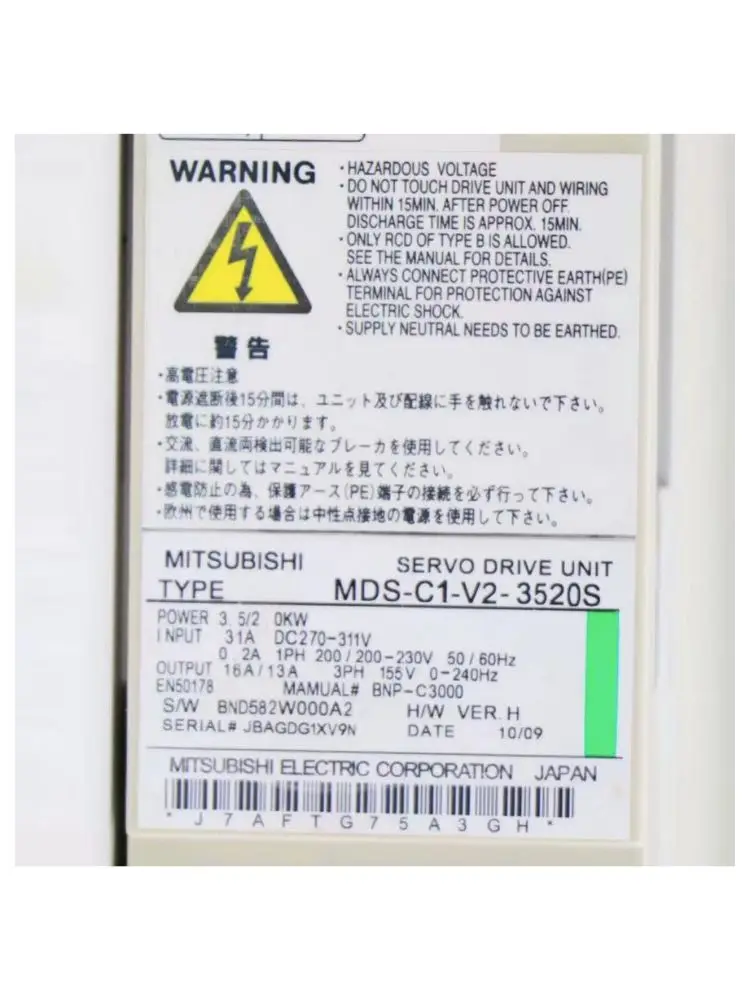 WARNING
・HAZARDOUS VOLTAGE
・DO NOT TOUCH DRIVE UNIT AND WIRING
WITHIN 15MIN. AFTER POWER OFF.
DISCHARGE TIME IS APPROX. 15MIN.
・ONLY RCD OF TYPE B IS ALLOWED.
SEE THE MANUAL FOR DETAILS.
・ALWAYS CONNECT PROTECTIVE EARTH(PE)
TERMINAL FOR PROTECTION AGAINST
ELECTRIC SHOCK.
・SUPPLY NEUTRAL NEEDS TO BE EARTHED.
警告
・高電圧注意
・電源遮断後15分間は、ユニット及び配線に手を触れないで下さい。
放電に約15分かかります。
・交流、直流両検出可能なブレーカを使用してください。
詳細に関してはマニュアルを見てください。
・感電防止の為、保護アース(PE)端子の接続を必ず行って下さい。
・欧州で使用する場合は中性点接地の電源を使用して下さい。
MITSUBISHI SERVO DRIVE UNIT
TYPE MDS-C1-V2-3520S
POWER 3.5/2.0KW
INPUT 31A DC270-311V
0.2A 1PH 200/200-230V 50/60Hz
OUTPUT 16A/13A 3PH 155V 0-240Hz
EN50178 MAMUAL# BNP-C3000
S/W BND582W000A2 H/W VER. H
SERIAL# JBAGDG1XV9N DATE 10/09
MITSUBISHI ELECTRIC CORPORATION JAPAN
*J7AFTG75A3GH*